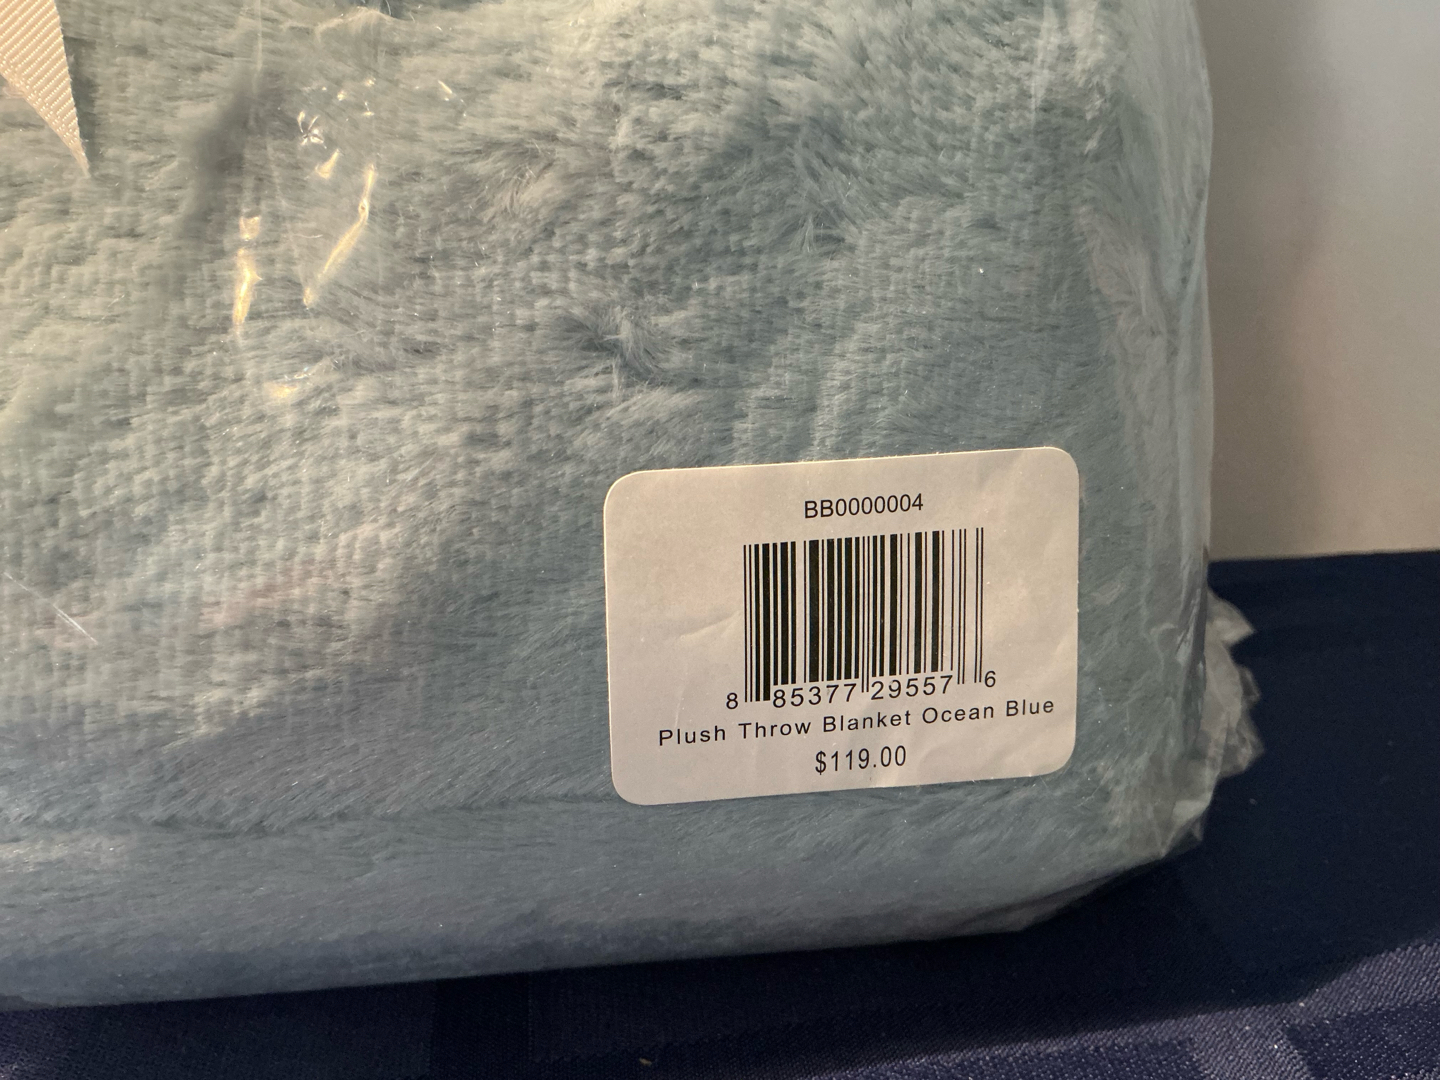 BB0000004
8 85377 29557 6
Plush Throw Blanket Ocean Blue
$119.00